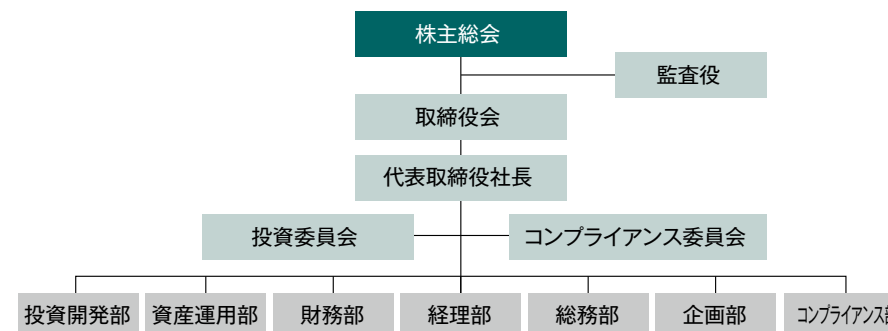 株主総会
監査役
取締役会
代表取締役社長
投資委員会
コンプライアンス委員会
投資開発部
資産運用部
財務部
経理部
総務部
企画部
コンプライアンス部